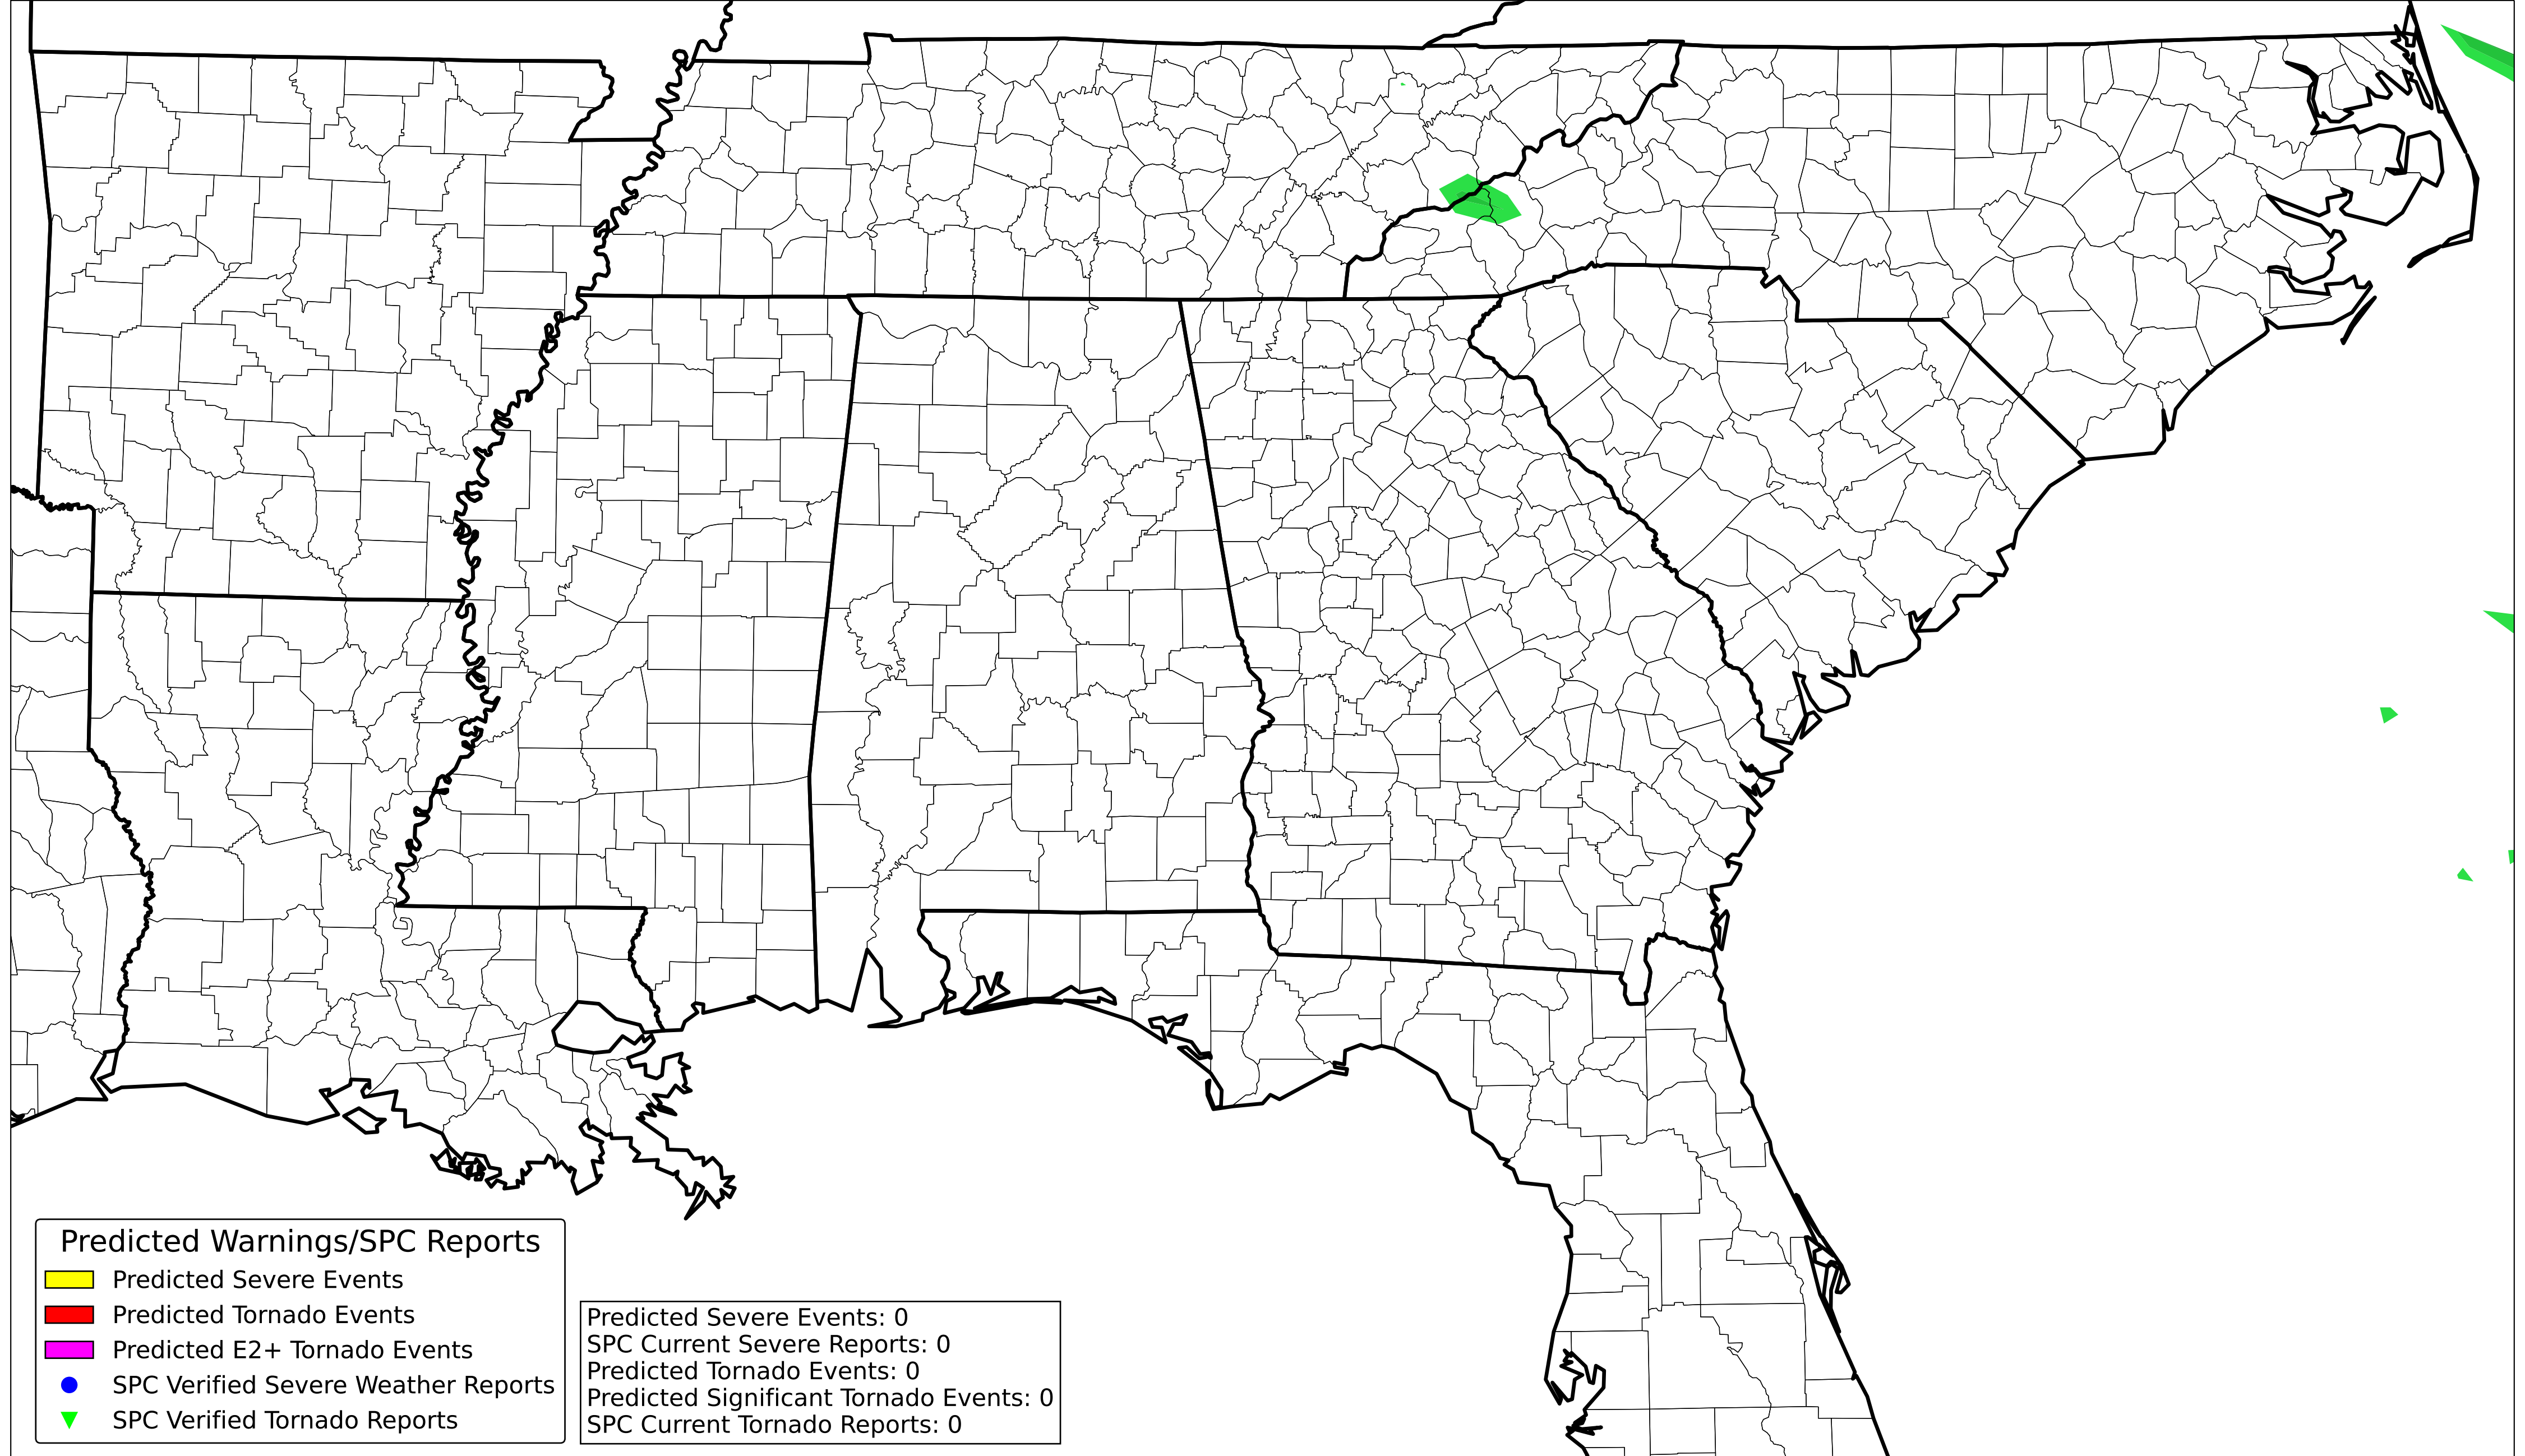 Predicted Warnings/SPC Reports
Predicted Severe Events
Predicted Tornado Events
Predicted E2+ Tornado Events
SPC Verified Severe Weather Reports
SPC Verified Tornado Reports
Predicted Severe Events: 0
SPC Current Severe Reports: 0
Predicted Tornado Events: 0
Predicted Significant Tornado Events: 0
SPC Current Tornado Reports: 0